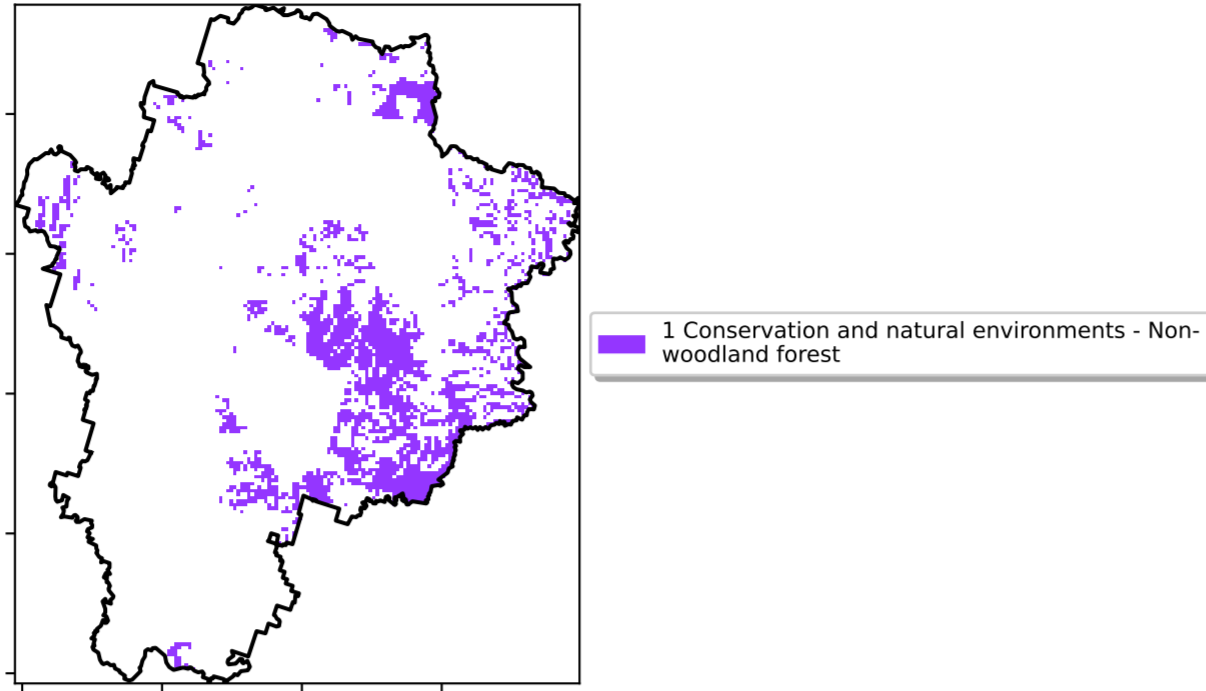 1 Conservation and natural environments - Non-
woodland forest